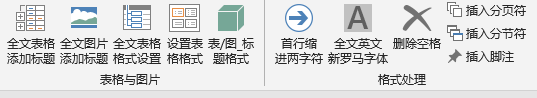 全文表格 全文图片 全文表格 设置表 表/图_标 首行缩 全文英文 删除空格 插入分页符
添加标题 添加标题 格式设置 格格式 题格式 进两字符 新罗马字体 插入分节符
插入脚注
表格与图片 格式处理
A